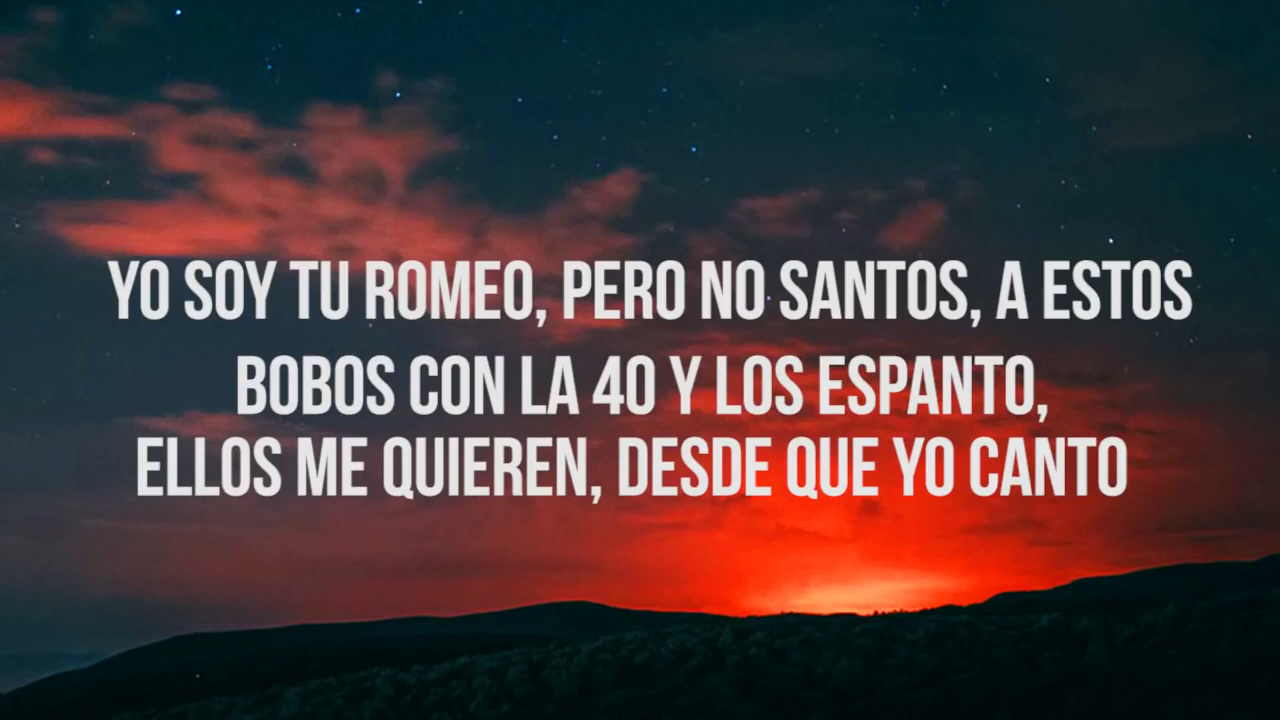 YO SOY TU ROMEO, PERO NO SANTOS, A ESTOS
BOBOS CON LA 40 Y LOS ESPANTO,
ELLOS ME QUIEREN, DESDE QUE YO CANTO